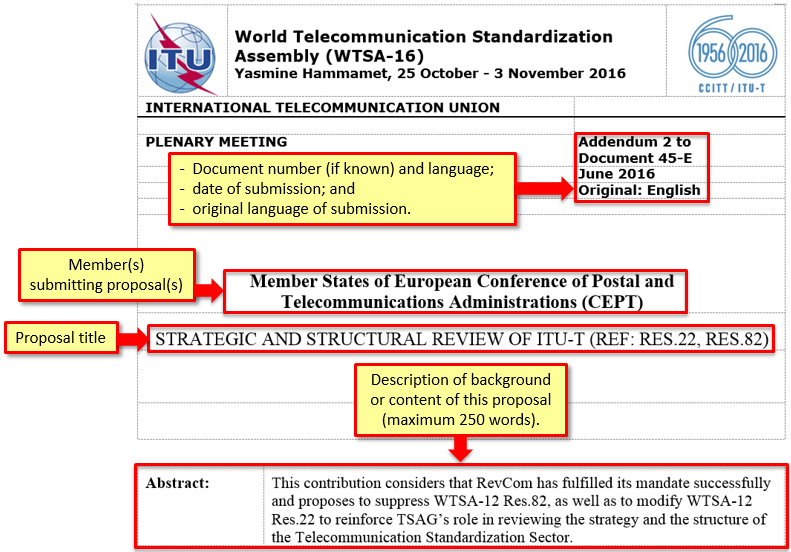 ITU
World Telecommunication Standardization
Assembly (WTSA-16)
Yasmine Hammamet, 25 October - 3 November 2016
1956 2016
CCITT / ITU-T
INTERNATIONAL TELECOMMUNICATION UNION
PLENARY MEETING
- Document number (if known) and language;
- date of submission; and
- original language of submission.
Addendum 2 to
Document 45-E
June 2016
Original: English
Member(s)
submitting proposal(s)
Member States of European Conference of Postal and
Telecommunications Administrations (CEPT)
Proposal title
STRATEGIC AND STRUCTURAL REVIEW OF ITU-T (REF: RES.22, RES.82)
Description of background
or content of this proposal
(maximum 250 words).
Abstract:
This contribution considers that RevCom has fulfilled its mandate successfully
and proposes to suppress WTSA-12 Res.82, as well as to modify WTSA-12
Res.22 to reinforce TSAG's role in reviewing the strategy and the structure of
the Telecommunication Standardization Sector.